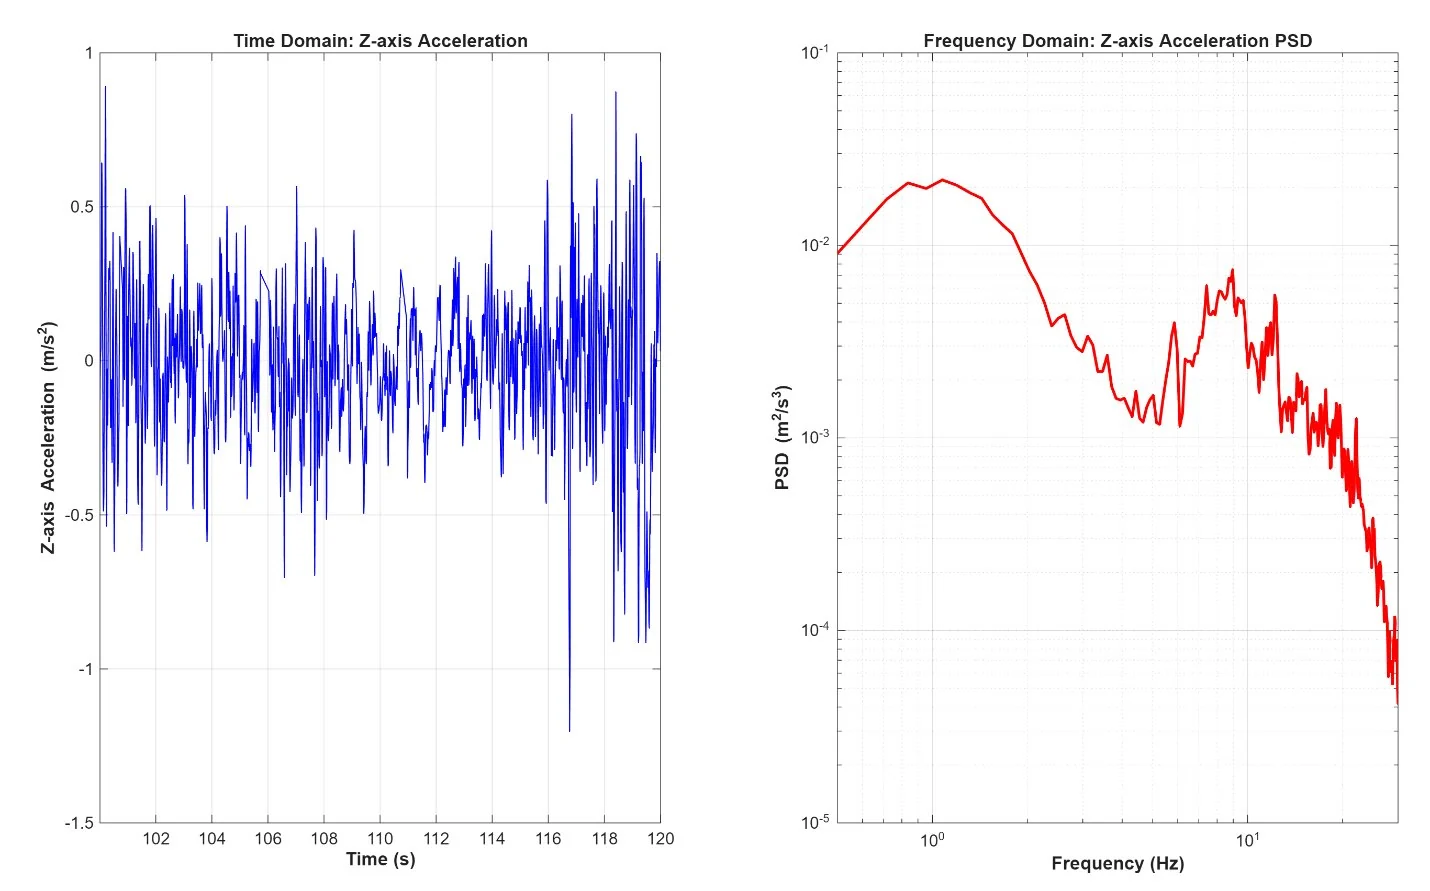 Time Domain: Z-axis Acceleration
1
0.5
0
-0.5
-1
-1.5
Z-axis Acceleration (m/s²)
102 104 106 108 110 112 114 116 118 120
Time (s)
Frequency Domain: Z-axis Acceleration PSD
10⁻¹
10⁻²
10⁻³
10⁻⁴
10⁻⁵
PSD (m²/s³)
10⁰ 10¹
Frequency (Hz)